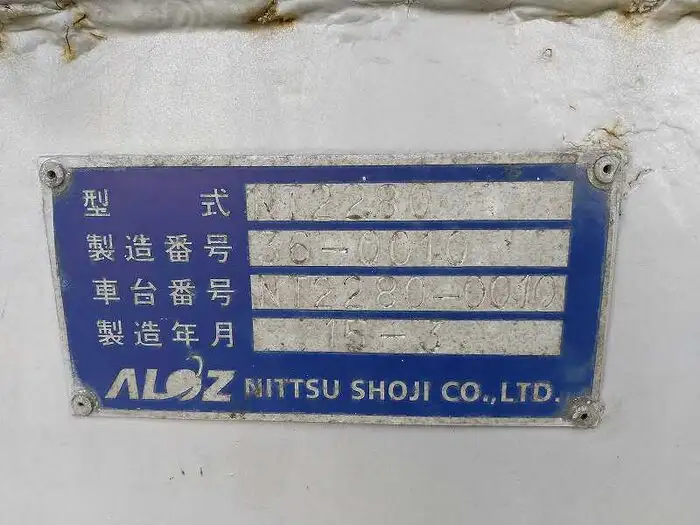 型式 NT2280
製造番号 36-0010
車台番号 NT2280-0010
製造年月 15-3
ALOZ NITTSU SHOJI CO.,LTD.